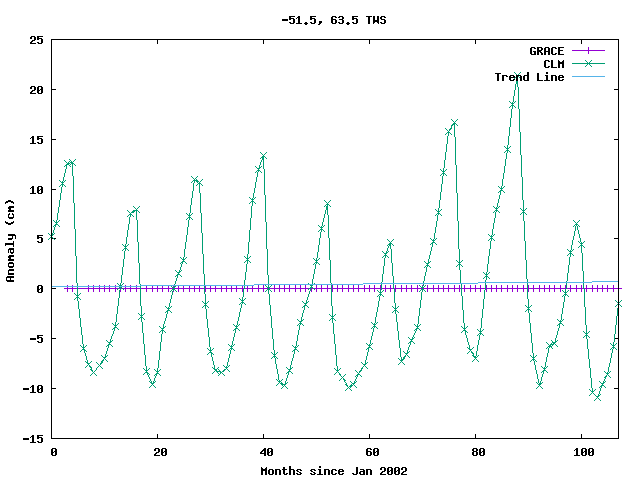 -51.5, 63.5 TWS
25
GRACE
CLM
Trend Line
20
15
10
5
0
-5
-10
-15
Anomaly (cm)
0 20 40 60 80 100
Months since Jan 2002